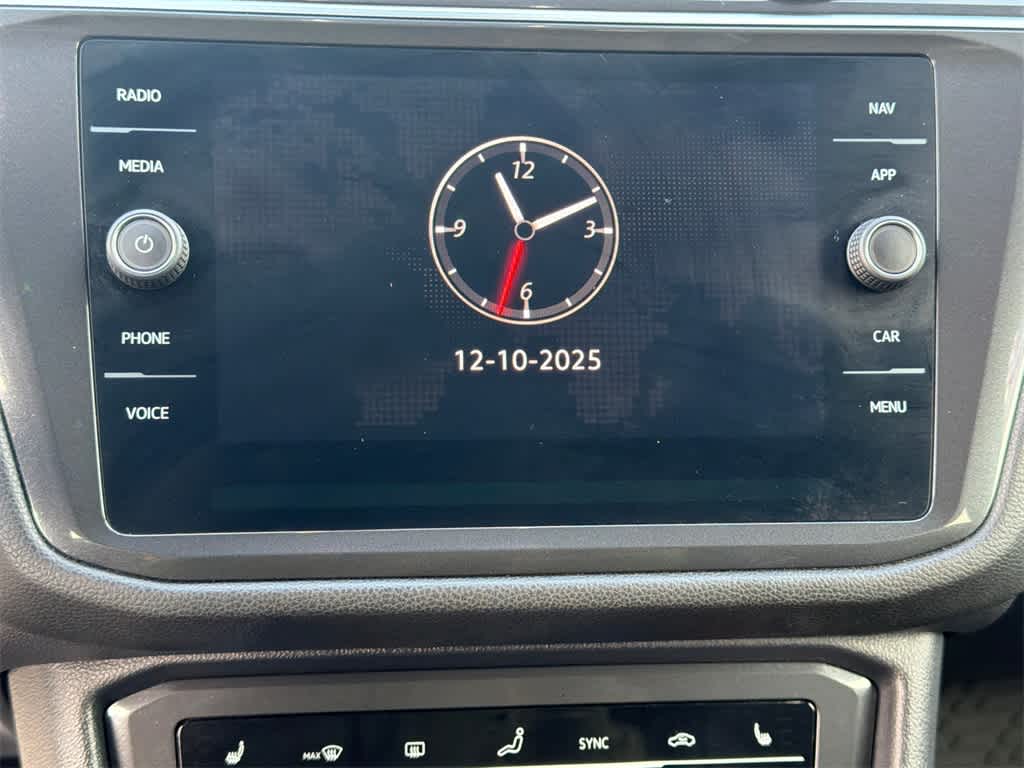 RADIO
MEDIA
PHONE
VOICE
12
9
3
6
12-10-2025
NAV
APP
CAR
MENU
MAX
SYNC